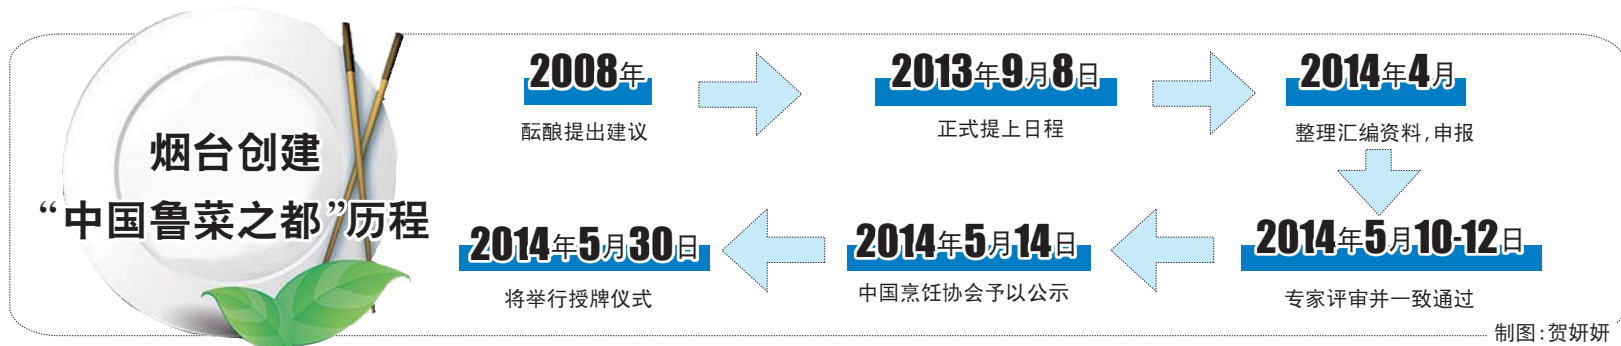 烟台创建
“中国鲁菜之都”历程
2008年
酝酿提出建议
2013年9月8日
正式提上日程
2014年4月
整理汇编资料,申报
2014年5月10-12日
专家评审并一致通过
2014年5月14日
中国烹饪协会予以公示
2014年5月30日
将举行授牌仪式
制图:贺妍妍